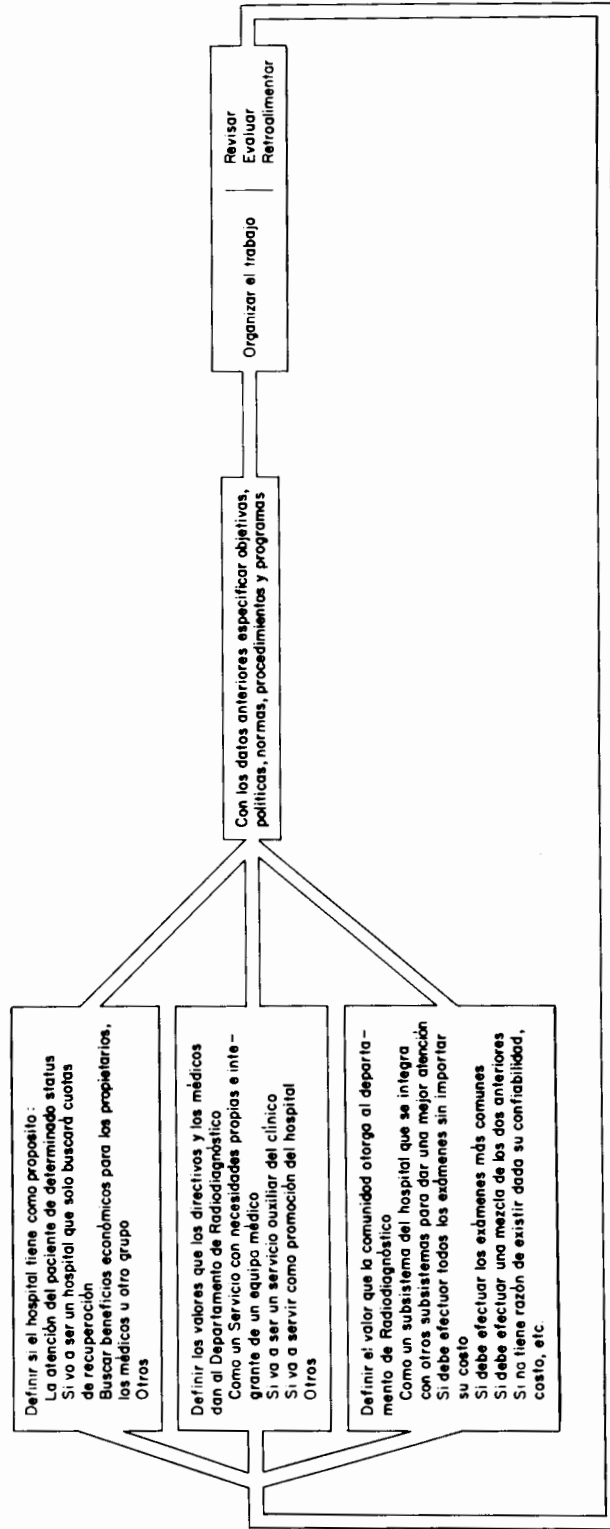 Definir si el hospital tiene como propósito:
La atención del paciente de determinado status
Si va a ser un hospital que solo buscará cuotas
de recuperación
Buscar beneficios económicos para los propietarios,
los médicos u otro grupo
Otros
Definir los valores que los directivos y los médicos
dan al Departamento de Radiodiagnóstico
Como un Servicio con necesidades propias e inte-
grante de un equipo médico
Si va a ser un servicio auxiliar del clínico
Si va a servir como promoción del hospital
Otros
Definir el valor que la comunidad otorga al departa-
mento de Radiodiagnóstico
Como un subsistema del hospital que se integra
con otros subsistemas para dar una mejor atención
Si debe efectuar todos los exámenes sin importar
su costo
Si debe efectuar los exámenes más comunes
Si debe efectuar una mezcla de los dos anteriores
Si no tiene razón de existir dada su confiabilidad,
costo, etc.
Con los datos anteriores especificar objetivas,
políticas, normas, procedimientos y programas
Organizar el trabajo
Revisar
Evaluar
Retroalimentar